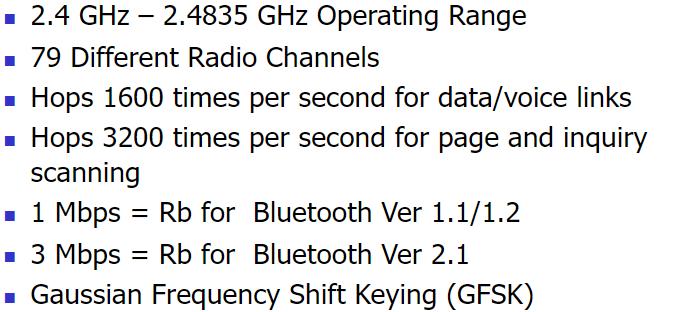 2.4 GHz – 2.4835 GHz Operating Range
79 Different Radio Channels
Hops 1600 times per second for data/voice links
Hops 3200 times per second for page and inquiry
scanning
1 Mbps = Rb for  Bluetooth Ver 1.1/1.2
3 Mbps = Rb for  Bluetooth Ver 2.1
Gaussian Frequency Shift Keying (GFSK)